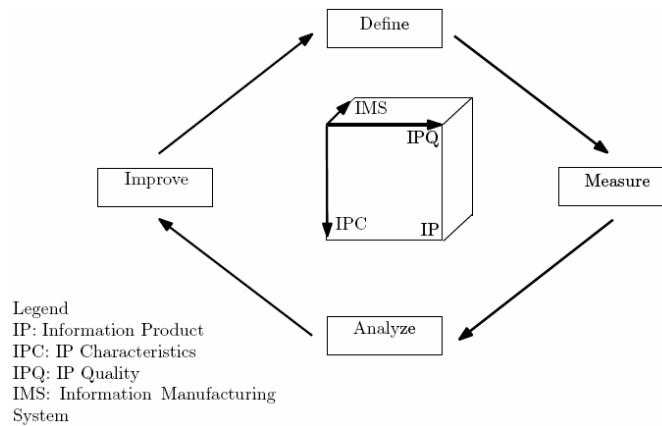 Define
IMS
IPQ
Improve
Measure
IPC
IP
Analyze
Legend
IP: Information Product
IPC: IP Characteristics
IPQ: IP Quality
IMS: Information Manufacturing
System